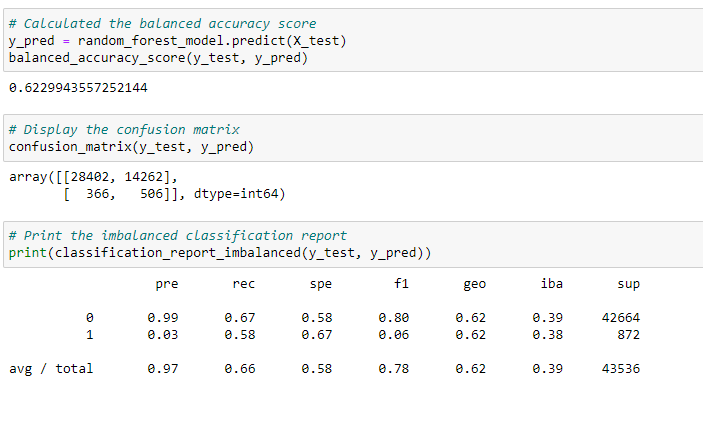 # Calculated the balanced accuracy score
y_pred = random_forest_model.predict(X_test)
balanced_accuracy_score(y_test, y_pred)
0.6229943557252144
# Display the confusion matrix
confusion_matrix(y_test, y_pred)
array([[28402, 14262],
[ 366, 506]], dtype=int64)
# Print the imbalanced classification report
print(classification_report_imbalanced(y_test, y_pred))
pre rec spe f1 geo iba sup
0 0.99 0.67 0.58 0.80 0.62 0.39 42664
1 0.03 0.58 0.67 0.06 0.62 0.38 872
avg / total 0.97 0.66 0.58 0.78 0.62 0.39 43536